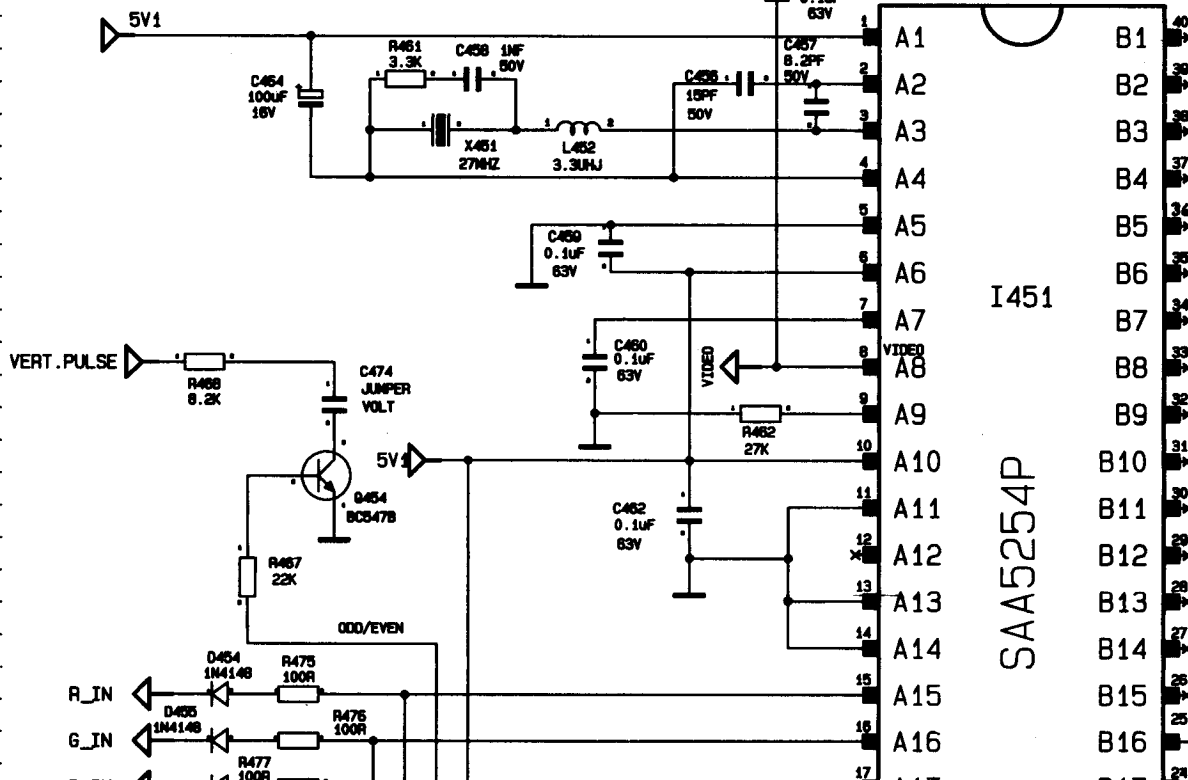 63V
5V1
R461
3.3K
C458 1NF
50V
C457
8.2PF
50V
C464
100uF
16V
C456
15PF
50V
X451
27MHZ
L452
3.3UHJ
C459
0.1uF
63V
I451
VERT.PULSE
R468
8.2K
C474
JUMPER
VOLT
C460
0.1uF
63V
VIDEO
VIDEO
R462
27K
5V1
Q454
BC547B
C462
0.1uF
63V
R467
22K
ODD/EVEN
SAA5254P
R_IN
D454
1N4148
R475
100R
G_IN
D455
1N4148
R476
100R
R477
100R
1 A1 B1 40
2 A2 B2 39
3 A3 B3 38
4 A4 B4 37
5 A5 B5 36
6 A6 B6 35
7 A7 B7 34
8 A8 B8 33
9 A9 B9 32
10 A10 B10 31
11 A11 B11 30
12 A12 B12 29
13 A13 B13 28
14 A14 B14 27
15 A15 B15 26
16 A16 B16 25
17